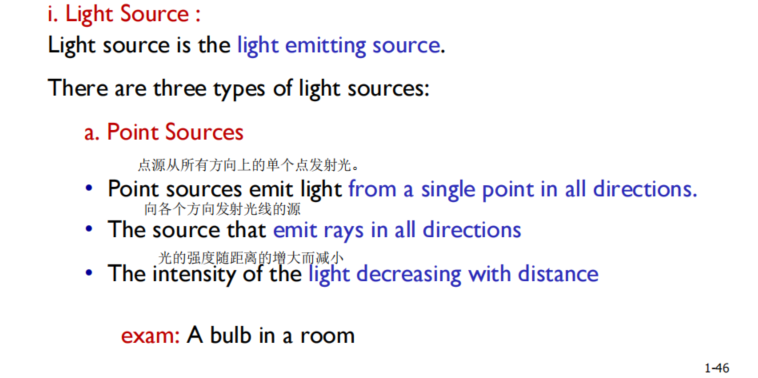 i. Light Source :
Light source is the light emitting source.
There are three types of light sources:
a. Point Sources
点源从所有方向上的单个点发射光。
• Point sources emit light from a single point in all directions.
向各个方向发射光线的源
• The source that emit rays in all directions
光的强度随距离的增大而减小
• The intensity of the light decreasing with distance
exam: A bulb in a room
1-46